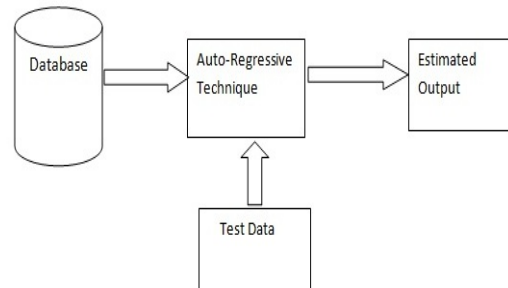 Database
Auto-Regressive
Technique
Estimated
Output
Test Data